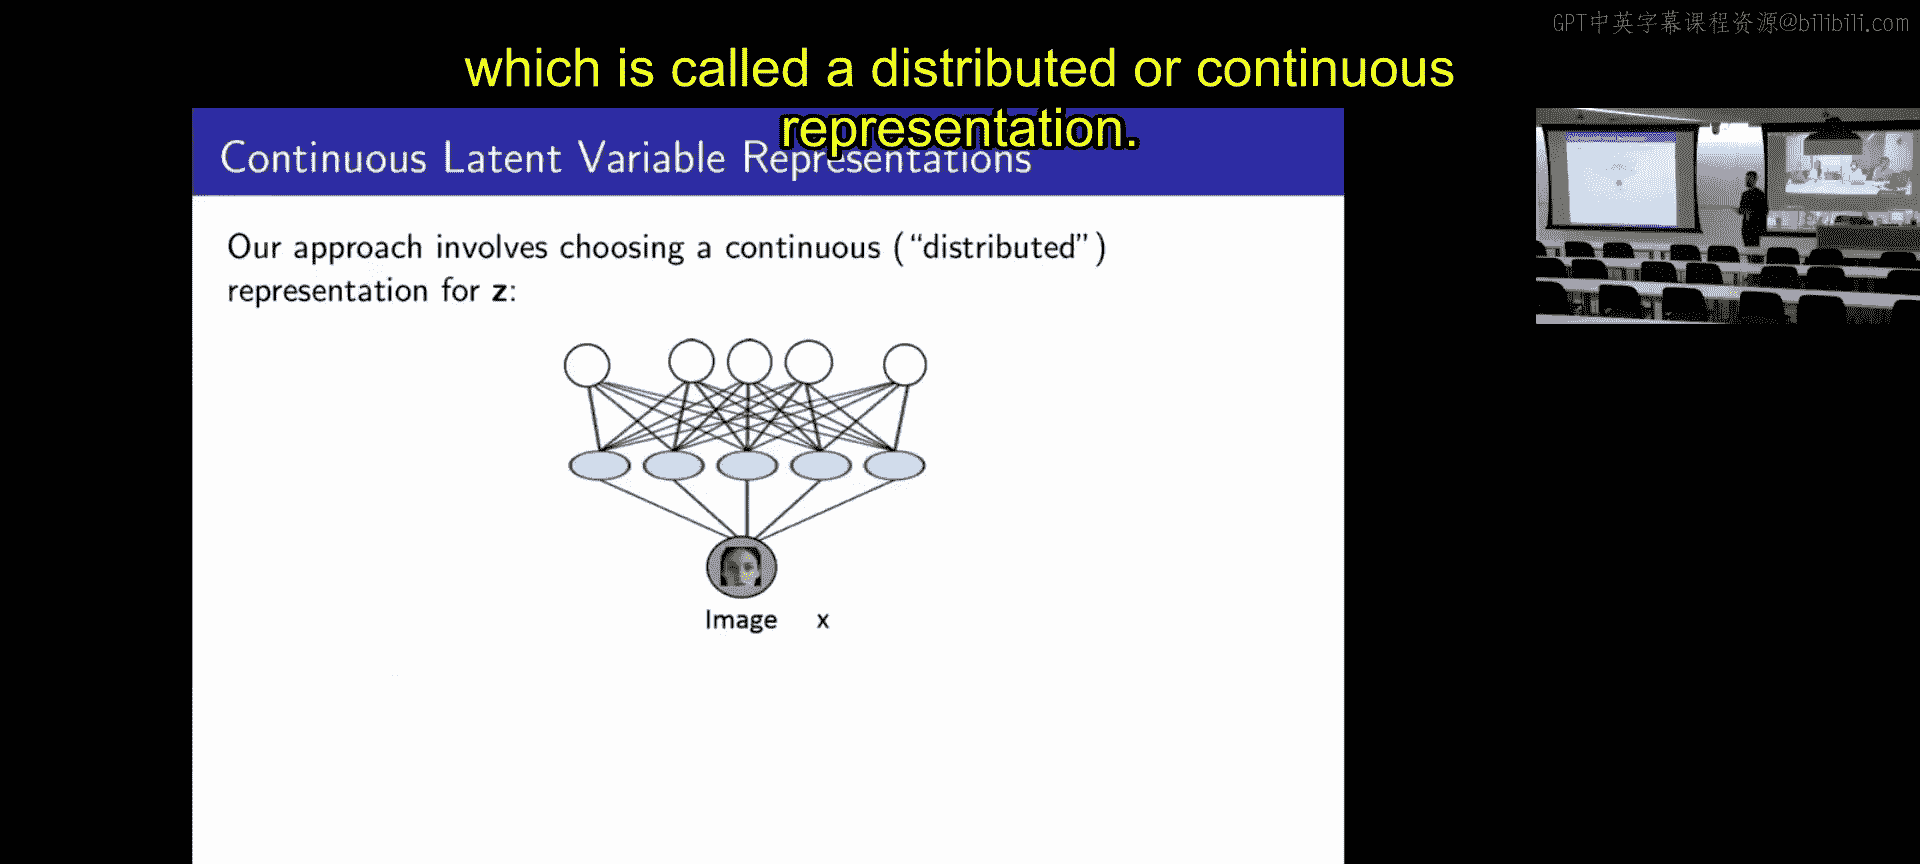 GPT中英字幕课程资源@bilibili.com
which is called a distributed or continuous
representation.
Continuous Latent Variable Representations
Our approach involves choosing a continuous (“distributed”)
representation for z:
Image x